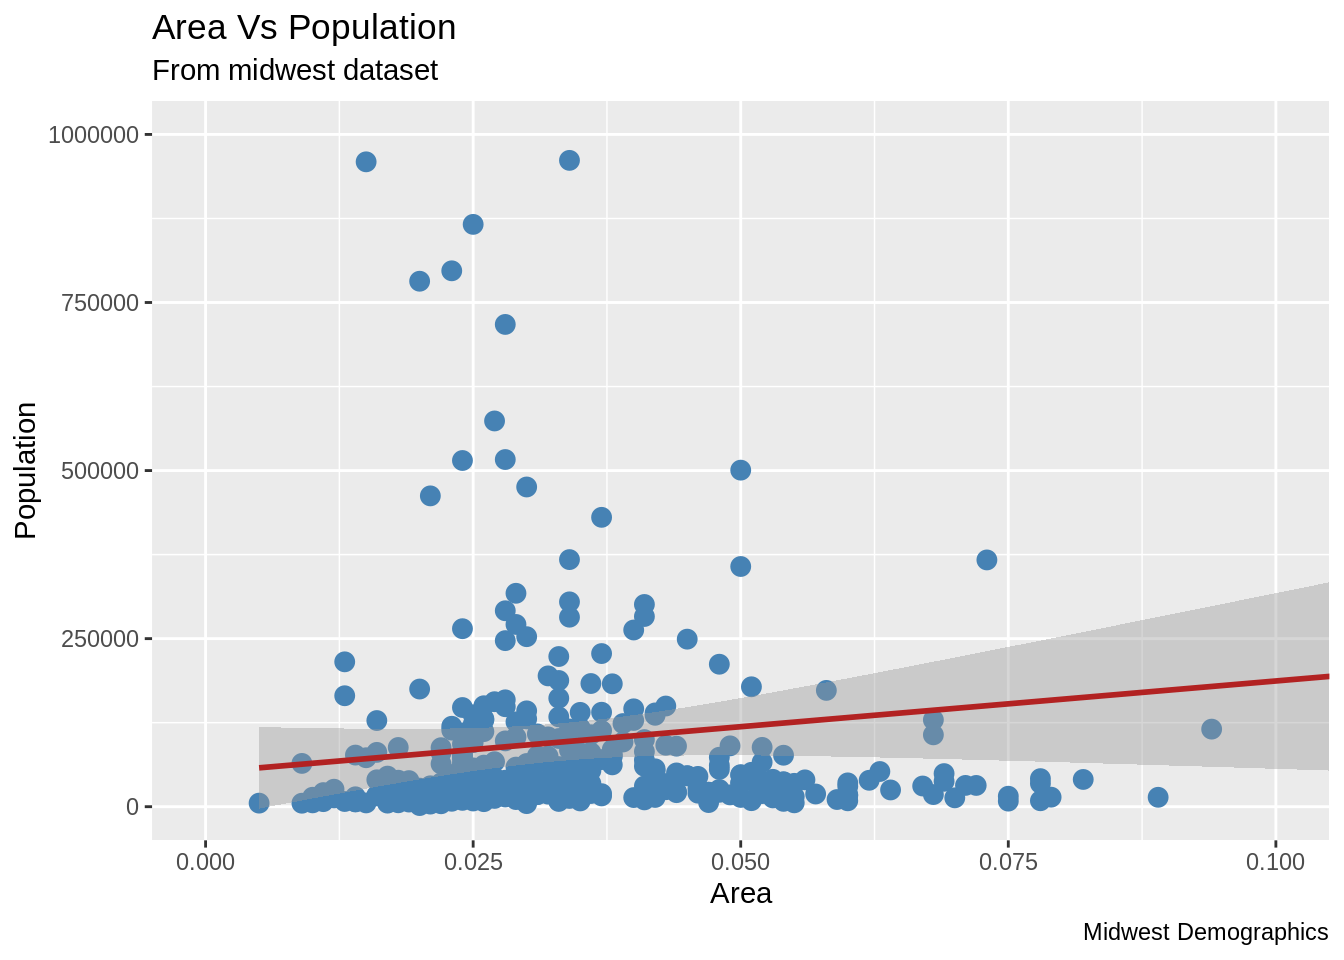 Area Vs Population
From midwest dataset
1000000
750000
500000
250000
0
Population
0.000
0.025
0.050
0.075
0.100
Area
Midwest Demographics